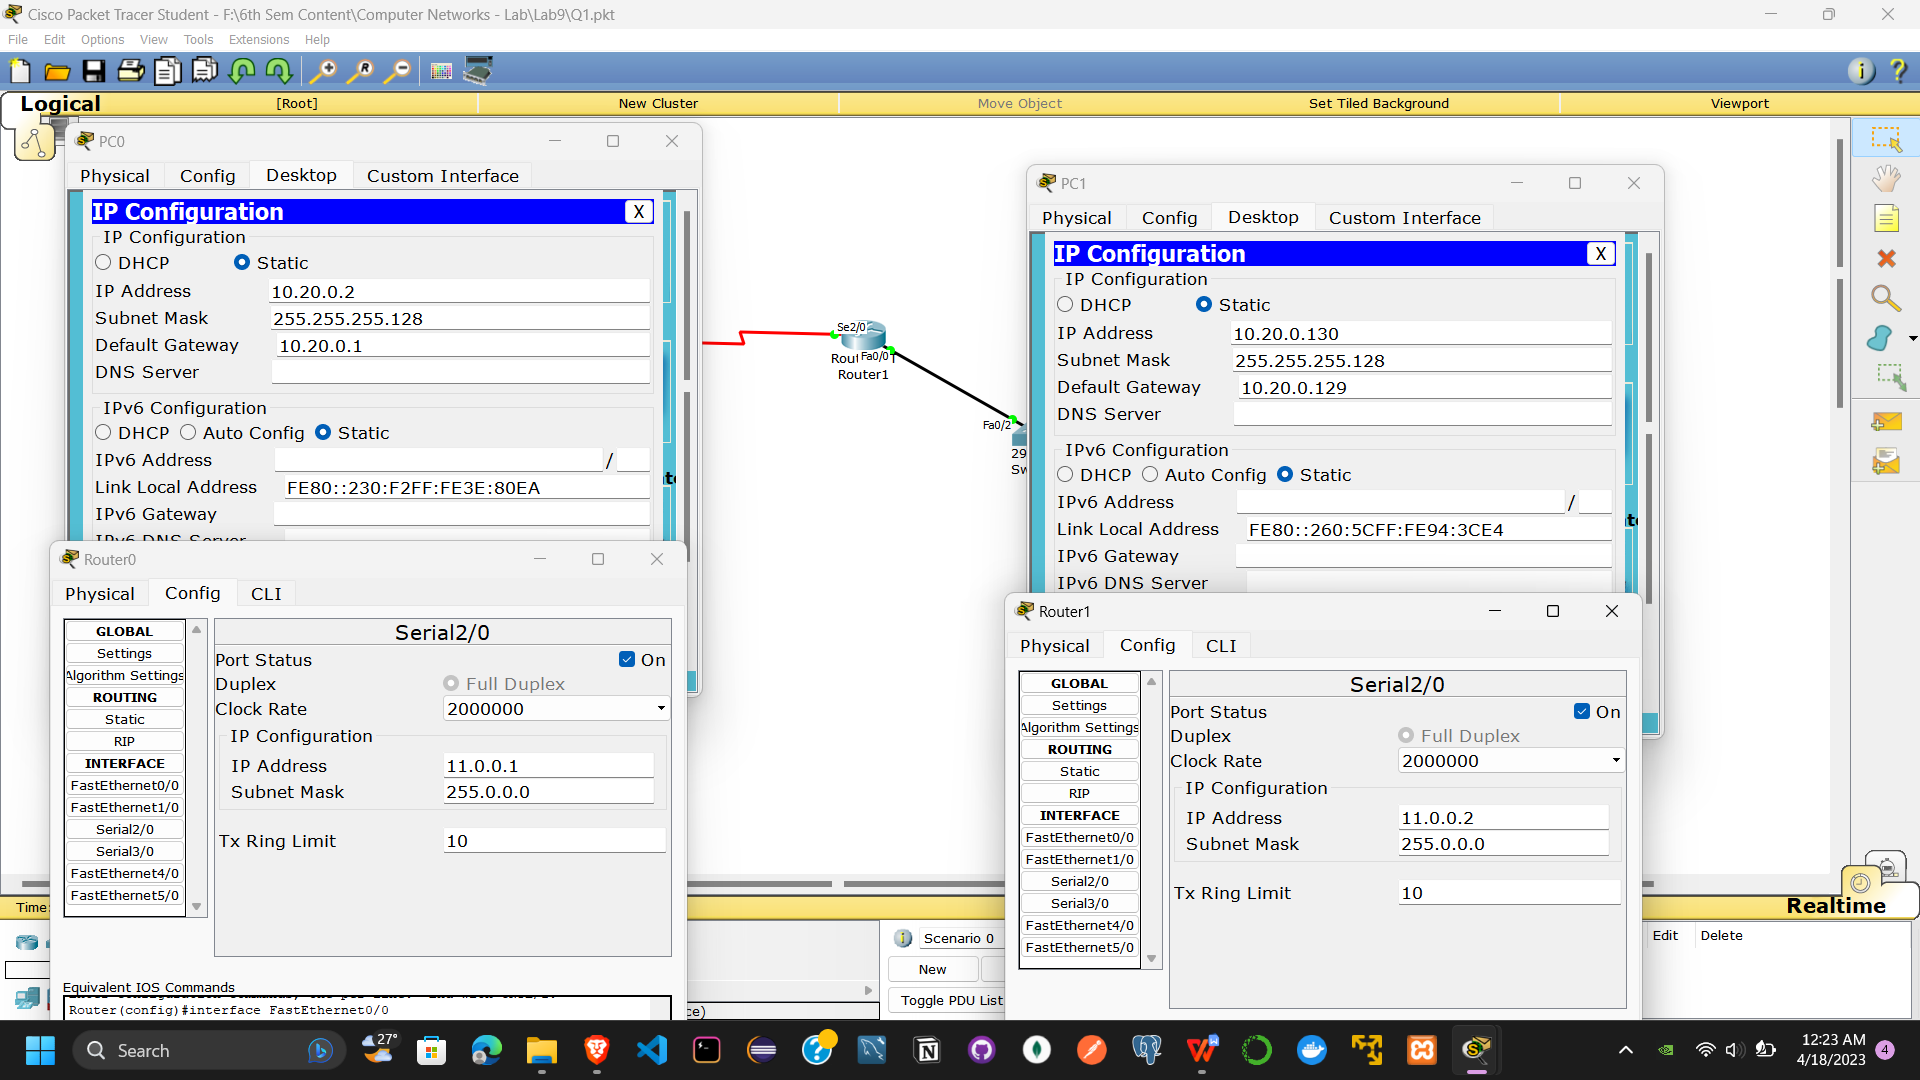 Cisco Packet Tracer Student - F:\6th Sem Content\Computer Networks - Lab\Lab9\Q1.pkt
File Edit Options View Tools Extensions Help
Logical [Root] New Cluster Move Object Set Tiled Background Viewport
PC0
Physical Config Desktop Custom Interface
IP Configuration X
IP Configuration
DHCP Static
IP Address 10.20.0.2
Subnet Mask 255.255.255.128
Default Gateway 10.20.0.1
DNS Server
IPv6 Configuration
DHCP Auto Config Static
IPv6 Address /
Link Local Address FE80::230:F2FF:FE3E:80EA
IPv6 Gateway
IPv6 DNS Server
Se2/0
Fa0/0
Router1
Fa0/2
29
Sw
PC1
Physical Config Desktop Custom Interface
IP Configuration X
IP Configuration
DHCP Static
IP Address 10.20.0.130
Subnet Mask 255.255.255.128
Default Gateway 10.20.0.129
DNS Server
IPv6 Configuration
DHCP Auto Config Static
IPv6 Address /
Link Local Address FE80::260:5CFF:FE94:3CE4
IPv6 Gateway
IPv6 DNS Server
Router0
Physical Config CLI
GLOBAL
Settings
Algorithm Settings
ROUTING
Static
RIP
INTERFACE
FastEthernet0/0
FastEthernet1/0
Serial2/0
Serial3/0
FastEthernet4/0
FastEthernet5/0
Serial2/0
Port Status On
Duplex Full Duplex
Clock Rate 2000000
IP Configuration
IP Address 11.0.0.1
Subnet Mask 255.0.0.0
Tx Ring Limit 10
Equivalent IOS Commands
Router(config)#interface FastEthernet0/0
Router1
Physical Config CLI
GLOBAL
Settings
Algorithm Settings
ROUTING
Static
RIP
INTERFACE
FastEthernet0/0
FastEthernet1/0
Serial2/0
Serial3/0
FastEthernet4/0
FastEthernet5/0
Serial2/0
Port Status On
Duplex Full Duplex
Clock Rate 2000000
IP Configuration
IP Address 11.0.0.2
Subnet Mask 255.0.0.0
Tx Ring Limit 10
Time:
Realtime
Scenario 0
New
Toggle PDU List
Edit Delete
Search
27°
12:23 AM
4/18/2023
4